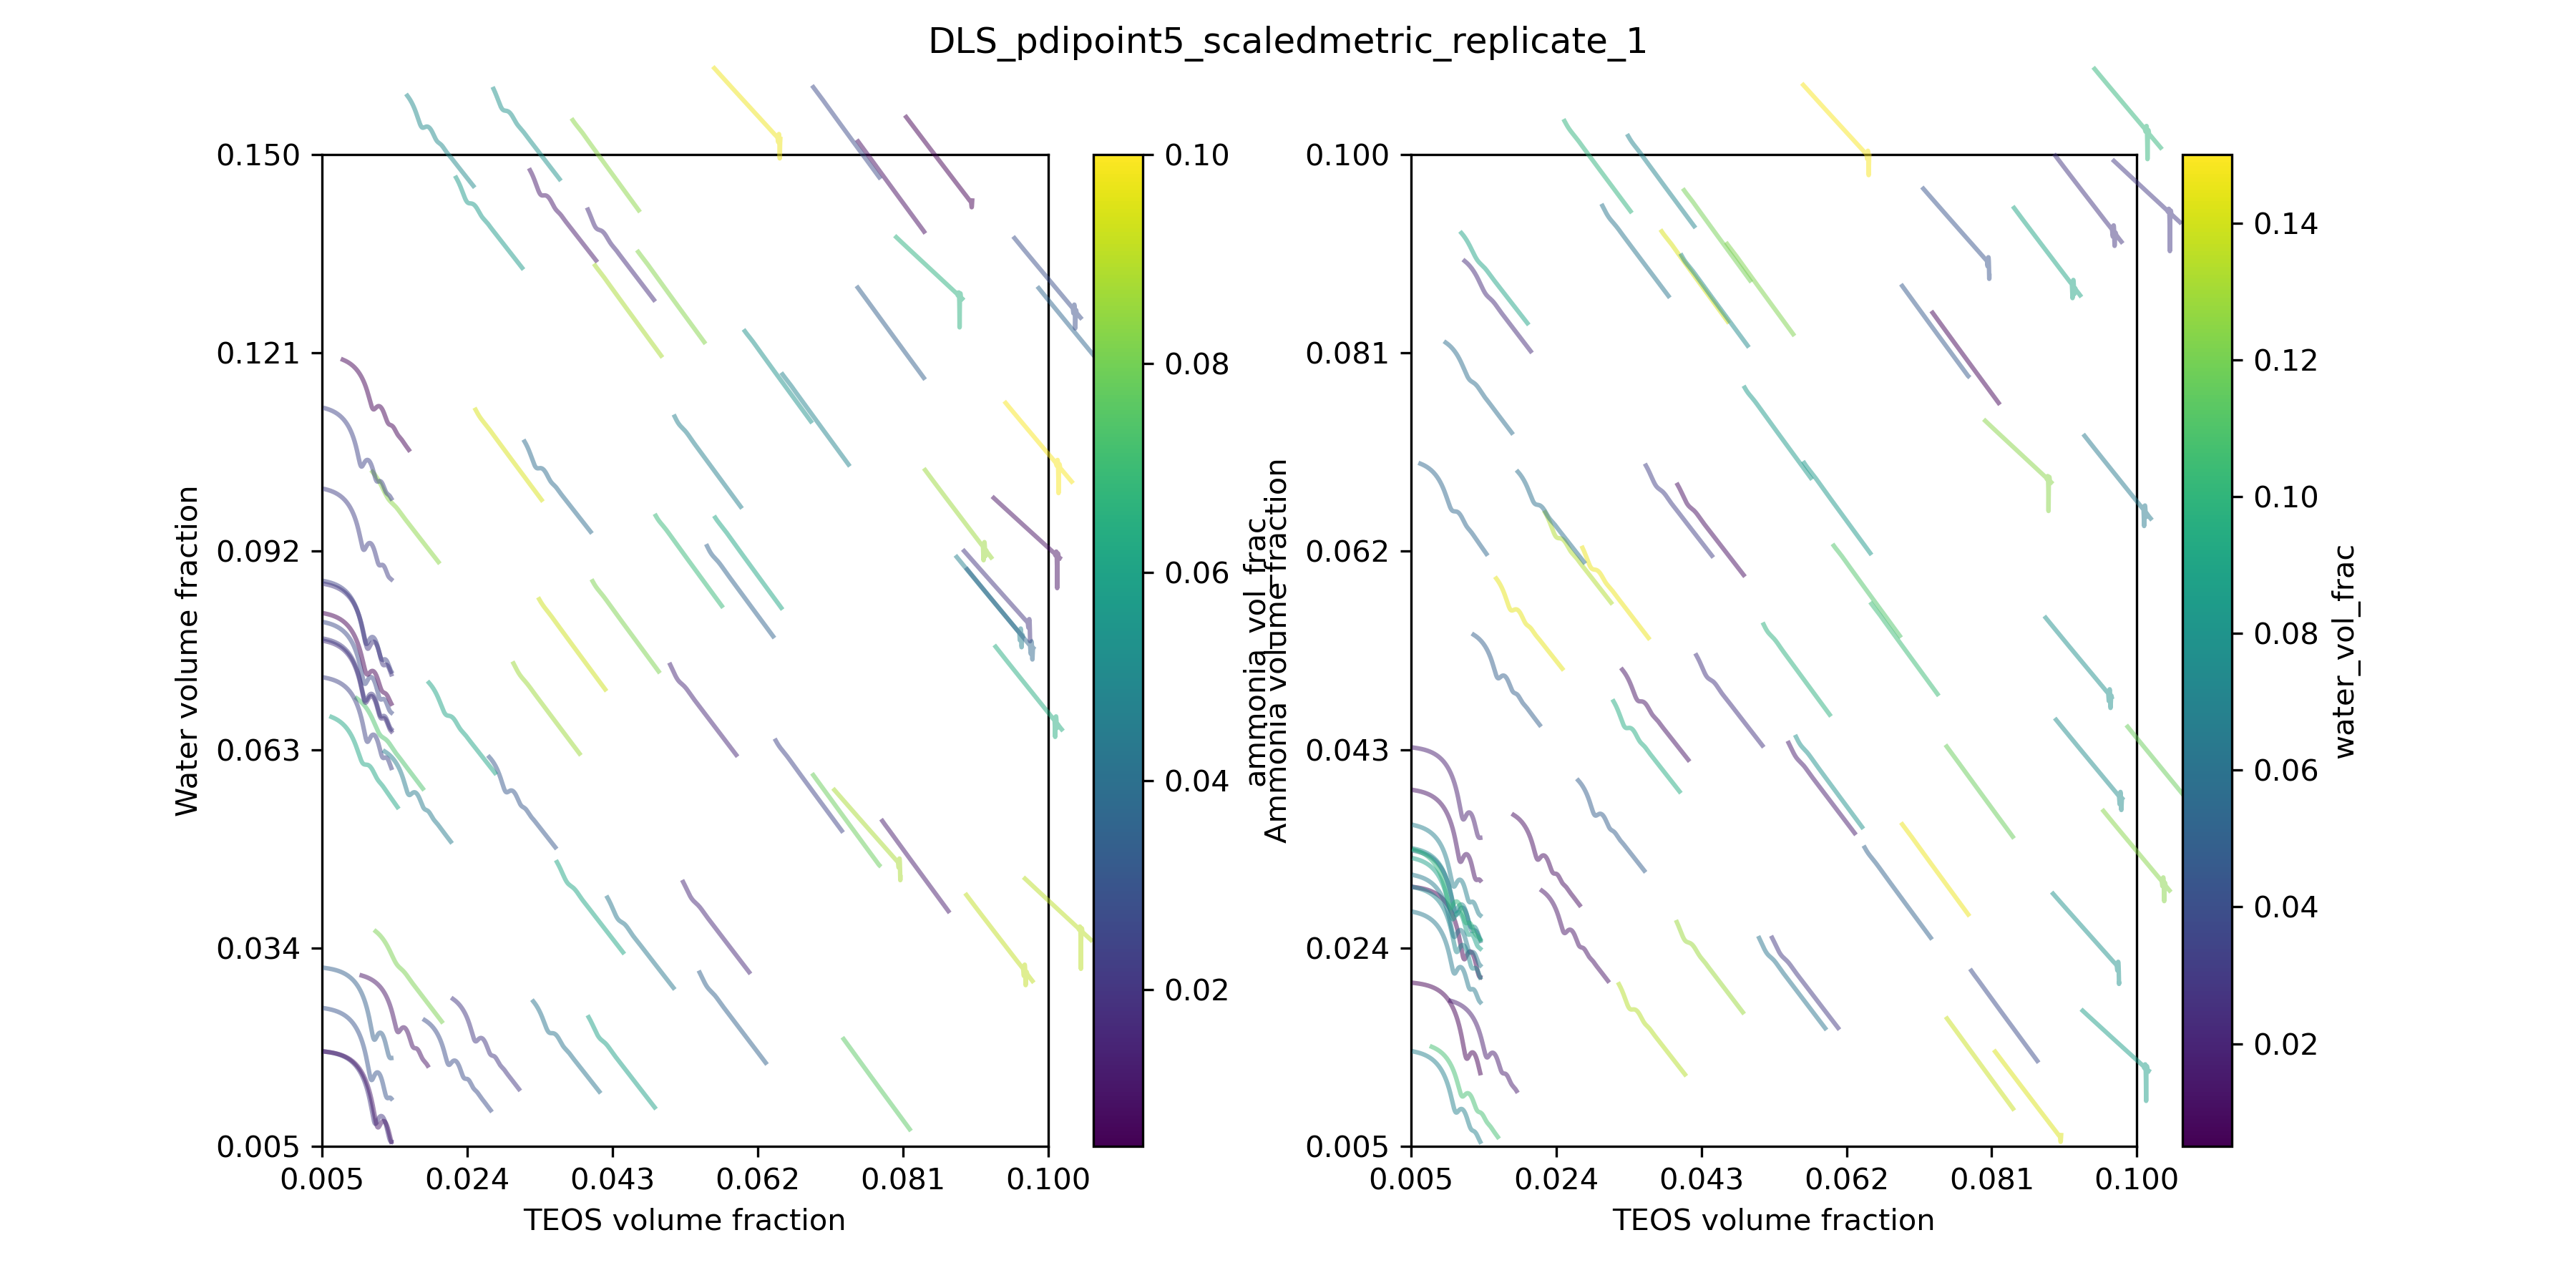 DLS_pdipoint5_scaledmetric_replicate_1
Water volume fraction
0.150
0.121
0.092
0.063
0.034
0.005
0.005 0.024 0.043 0.062 0.081 0.100
TEOS volume fraction
0.10
0.08
0.06
0.04
0.02
ammonia_vol_frac
Ammonia volume fraction
0.100
0.081
0.062
0.043
0.024
0.005
0.005 0.024 0.043 0.062 0.081 0.100
TEOS volume fraction
0.14
0.12
0.10
0.08
0.06
0.04
0.02
water_vol_frac